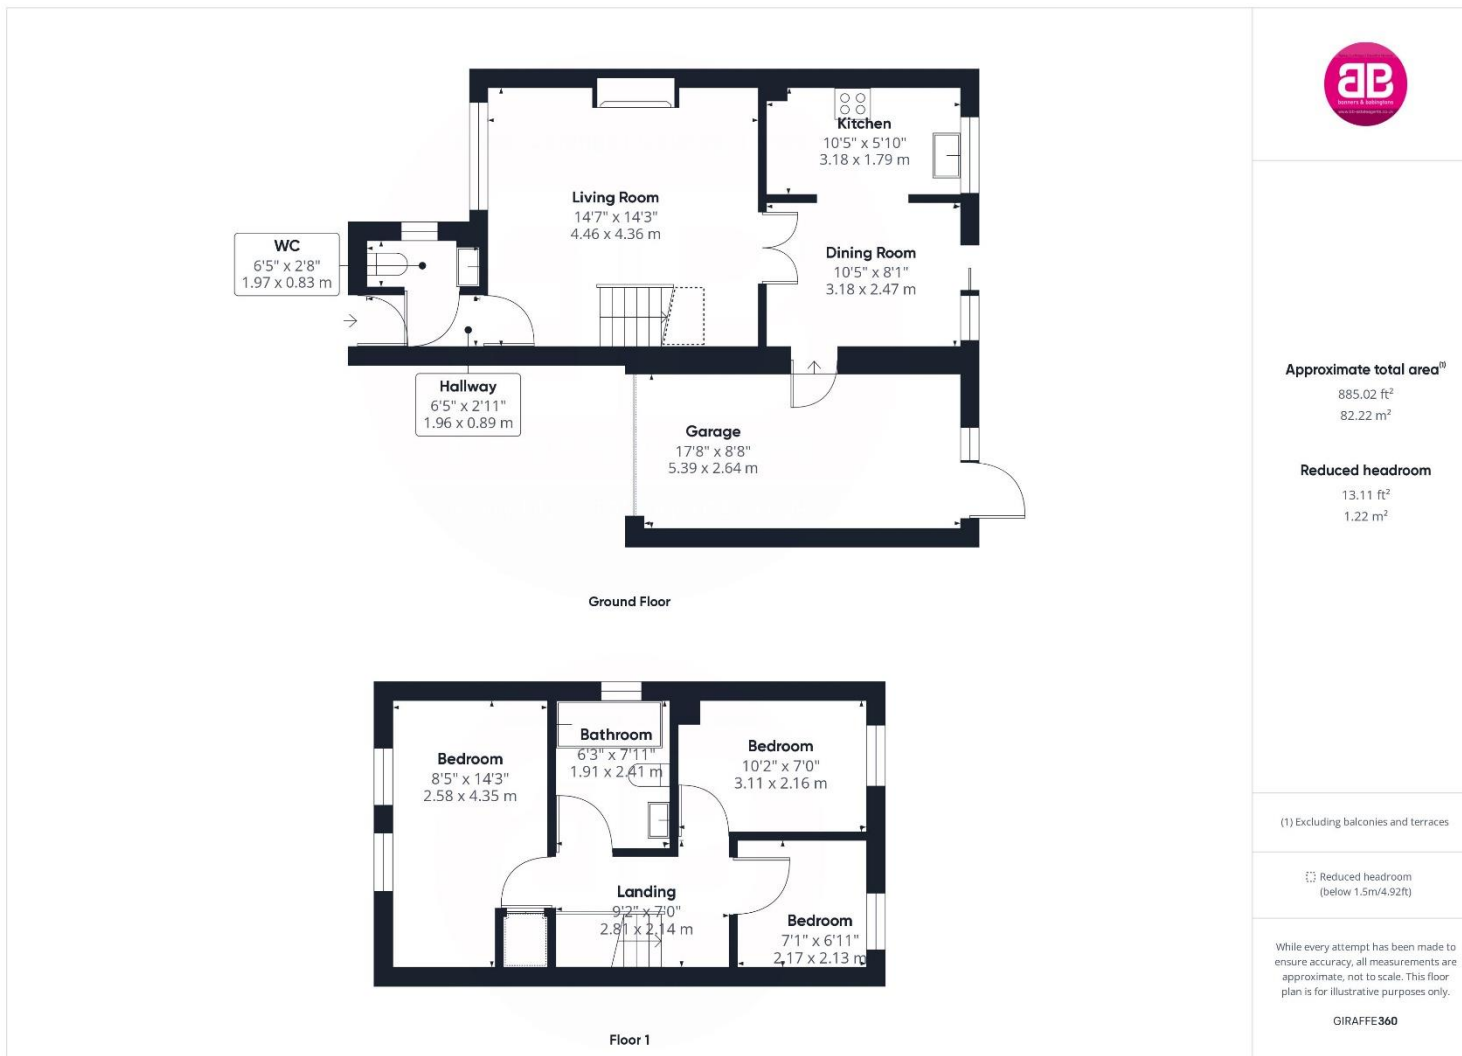 Kitchen
10'5" x 5'10"
3.18 x 1.79 m
Living Room
14'7" x 14'3"
4.46 x 4.36 m
WC
6'5" x 2'8"
1.97 x 0.83 m
Dining Room
10'5" x 8'1"
3.18 x 2.47 m
Hallway
6'5" x 2'11"
1.96 x 0.89 m
Garage
17'8" x 8'8"
5.39 x 2.64 m
Ground Floor
Bedroom
8'5" x 14'3"
2.58 x 4.35 m
Bathroom
6'3" x 7'11"
1.91 x 2.41 m
Bedroom
10'2" x 7'0"
3.11 x 2.16 m
Landing
9'2" x 7'0"
2.81 x 2.14 m
Bedroom
7'1" x 6'11"
2.17 x 2.13 m
Floor 1
Approximate total area(1)
885.02 ft²
82.22 m²
Reduced headroom
13.11 ft²
1.22 m²
(1) Excluding balconies and terraces
Reduced headroom
(below 1.5m/4.92ft)
While every attempt has been made to
ensure accuracy, all measurements are
approximate, not to scale. This floor
plan is for illustrative purposes only.
GIRAFFE360